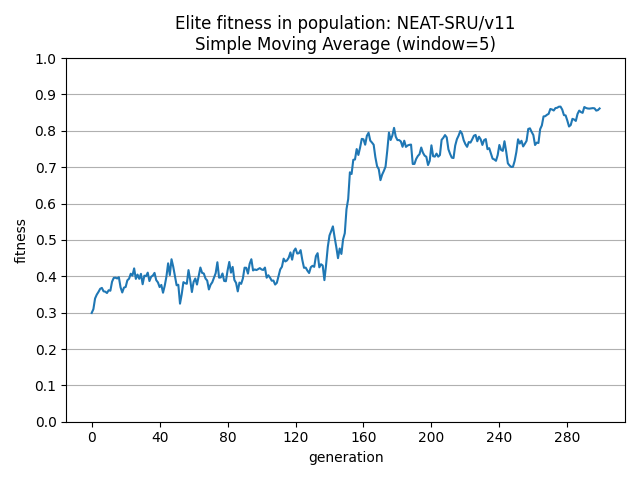 Elite fitness in population: NEAT-SRU/v11
Simple Moving Average (window=5)
1.0
0.9
0.8
0.7
0.6
0.5
0.4
0.3
0.2
0.1
0.0
fitness
0 40 80 120 160 200 240 280
generation